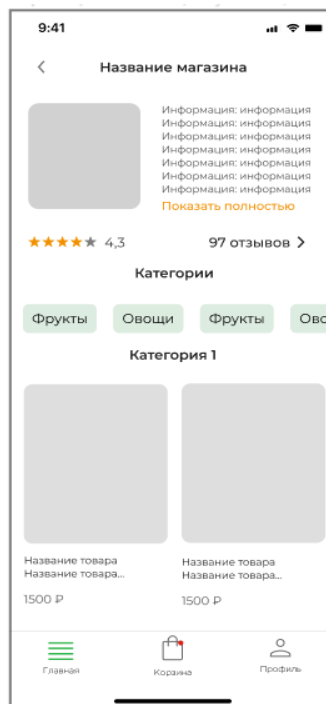 9:41
Название магазина
Информация: информация
Информация: информация
Информация: информация
Информация: информация
Информация: информация
Информация: информация
Информация: информация
Показать полностью
4,3
97 отзывов
Категории
Фрукты Овощи Фрукты Ово
Категория 1
Название товара
Название товара...
1500 ₽
Название товара
Название товара...
1500 ₽
Главная Корзина Профиль